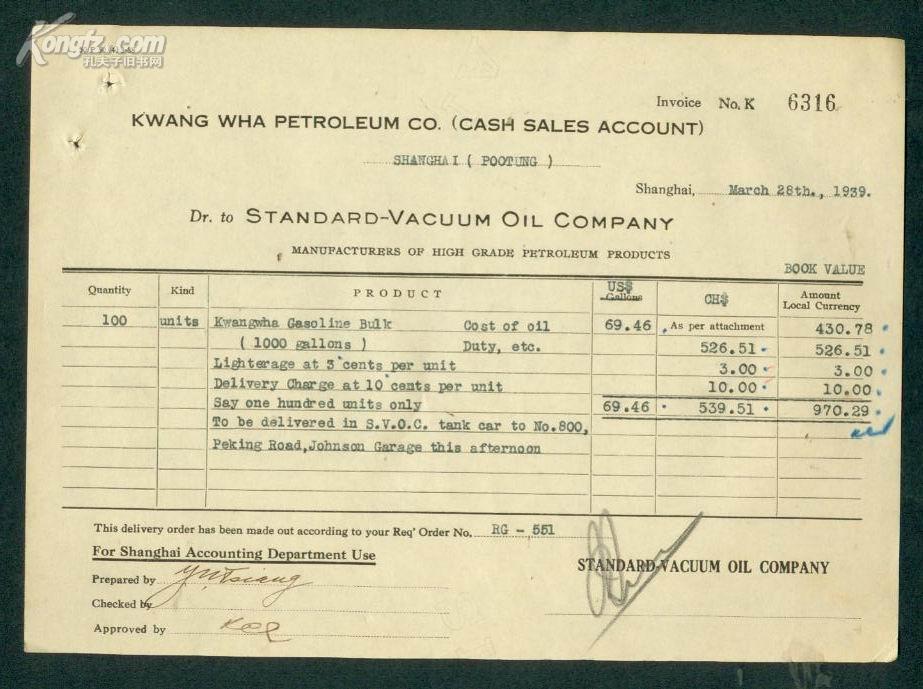 Kongfz.com
孔夫子旧书网
Invoice No. K 6316
KWANG WHA PETROLEUM CO. (CASH SALES ACCOUNT)
SHANGHAI ( POOTUNG )
Shanghai, March 28th., 1939.
Dr. to STANDARD-VACUUM OIL COMPANY
MANUFACTURERS OF HIGH GRADE PETROLEUM PRODUCTS
BOOK VALUE
Quantity Kind PRODUCT US$ Gallons CH$ Amount Local Currency
100 units Kwangwha Gasoline Bulk Cost of oil 69.46 As per attachment 430.78
( 1000 gallons ) Duty, etc. 526.51 526.51
Lighterage at 3 cents per unit 3.00 3.00
Delivery Charge at 10 cents per unit 10.00 10.00
Say one hundred units only 69.46 539.51 970.29
To be delivered in S.V.O.C. tank car to No.800,
Peking Road,Johnson Garage this afternoon
This delivery order has been made out according to your Req' Order No. RG - 551
For Shanghai Accounting Department Use
STANDARD-VACUUM OIL COMPANY
Prepared by Y.M.Tsiang
Checked by
Approved by